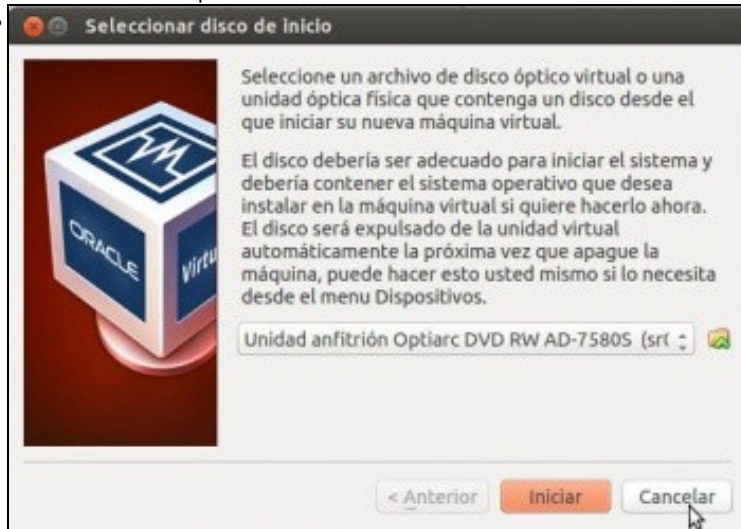 Seleccionar disco de inicio
Seleccione un archivo de disco óptico virtual o una
unidad óptica física que contenga un disco desde el
que iniciar su nueva máquina virtual.
El disco debería ser adecuado para iniciar el sistema y
debería contener el sistema operativo que desea
instalar en la máquina virtual si quiere hacerlo ahora.
El disco será expulsado de la unidad virtual
automáticamente la próxima vez que apague la
máquina, puede hacer esto usted mismo si lo necesita
desde el menu Dispositivos.
ORACLE
Virtu
Unidad anfitrión Optiarc DVD RW AD-7580S (sr(
< Anterior
Iniciar
Cancelar